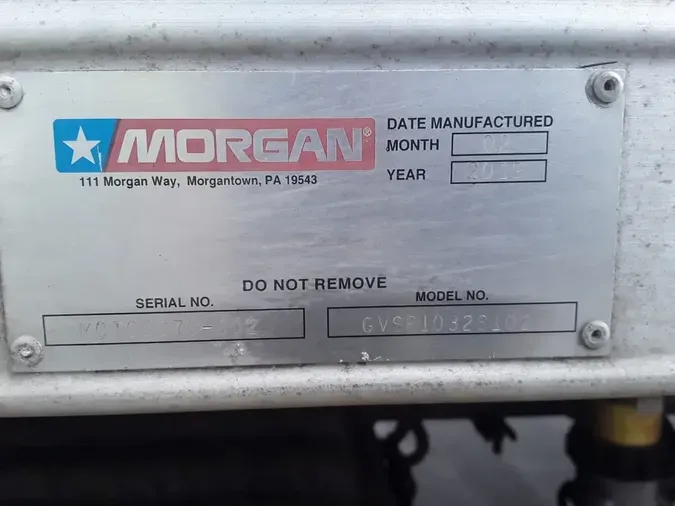 MORGAN®
111 Morgan Way, Morgantown, PA 19543
DATE MANUFACTURED
MONTH
YEAR
DO NOT REMOVE
SERIAL NO.
MODEL NO.